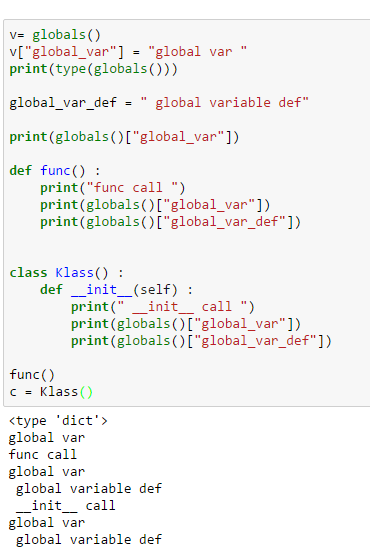 v= globals()
v["global_var"] = "global var "
print(type(globals()))
global_var_def = " global variable def"
print(globals()["global_var"])
def func() :
    print("func call ")
    print(globals()["global_var"])
    print(globals()["global_var_def"])
class Klass() :
    def __init__(self) :
        print(" __init__ call ")
        print(globals()["global_var"])
        print(globals()["global_var_def"])
func()
c = Klass()
<type 'dict'>
global var
func call
global var
 global variable def
 __init__ call
global var
 global variable def